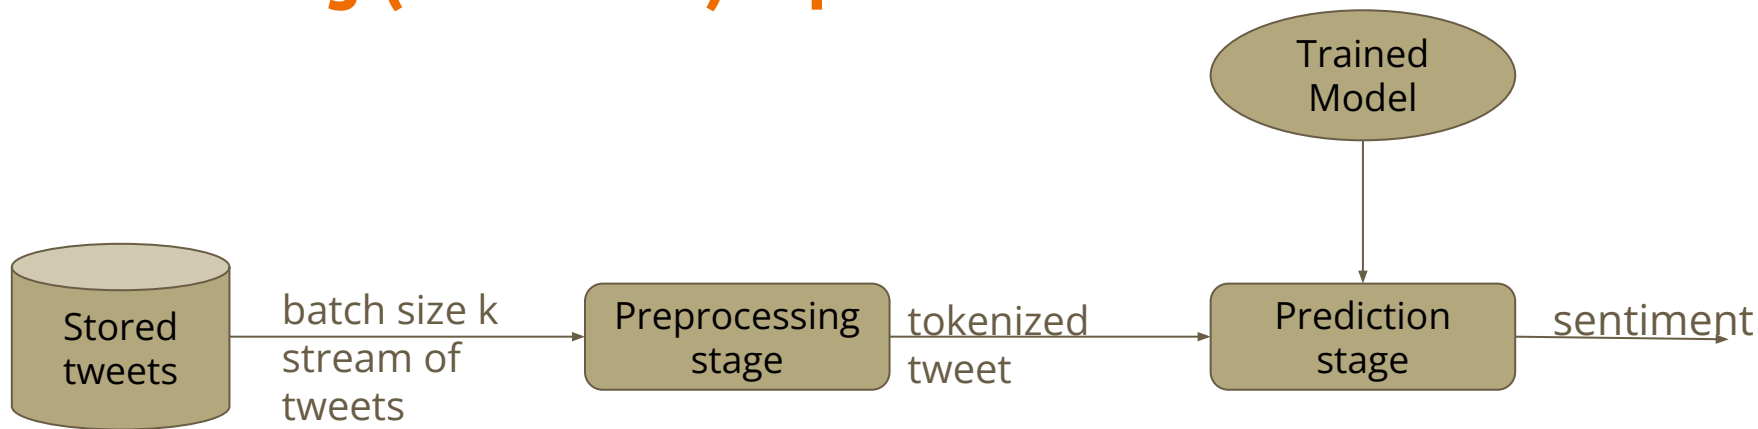 Trained
Model
Stored
tweets
batch size k
stream of
tweets
Preprocessing
stage
tokenized
tweet
Prediction
stage
sentiment